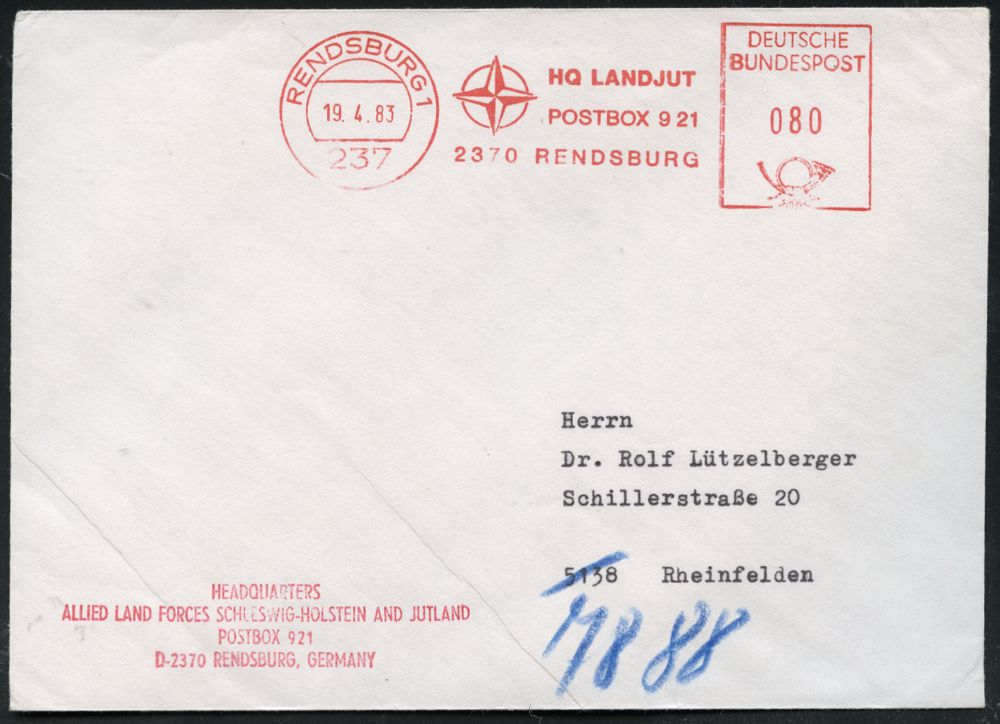 RENDSBURG 1
19. 4. 83
237
HQ LANDJUT
POSTBOX 921
2370 RENDSBURG
DEUTSCHE
BUNDESPOST
080
Herrn
Dr. Rolf Lützelberger
Schillerstraße 20
5138 Rheinfelden
7888
HEADQUARTERS
ALLIED LAND FORCES SCHLESWIG-HOLSTEIN AND JUTLAND
POSTBOX 921
D-2370 RENDSBURG, GERMANY